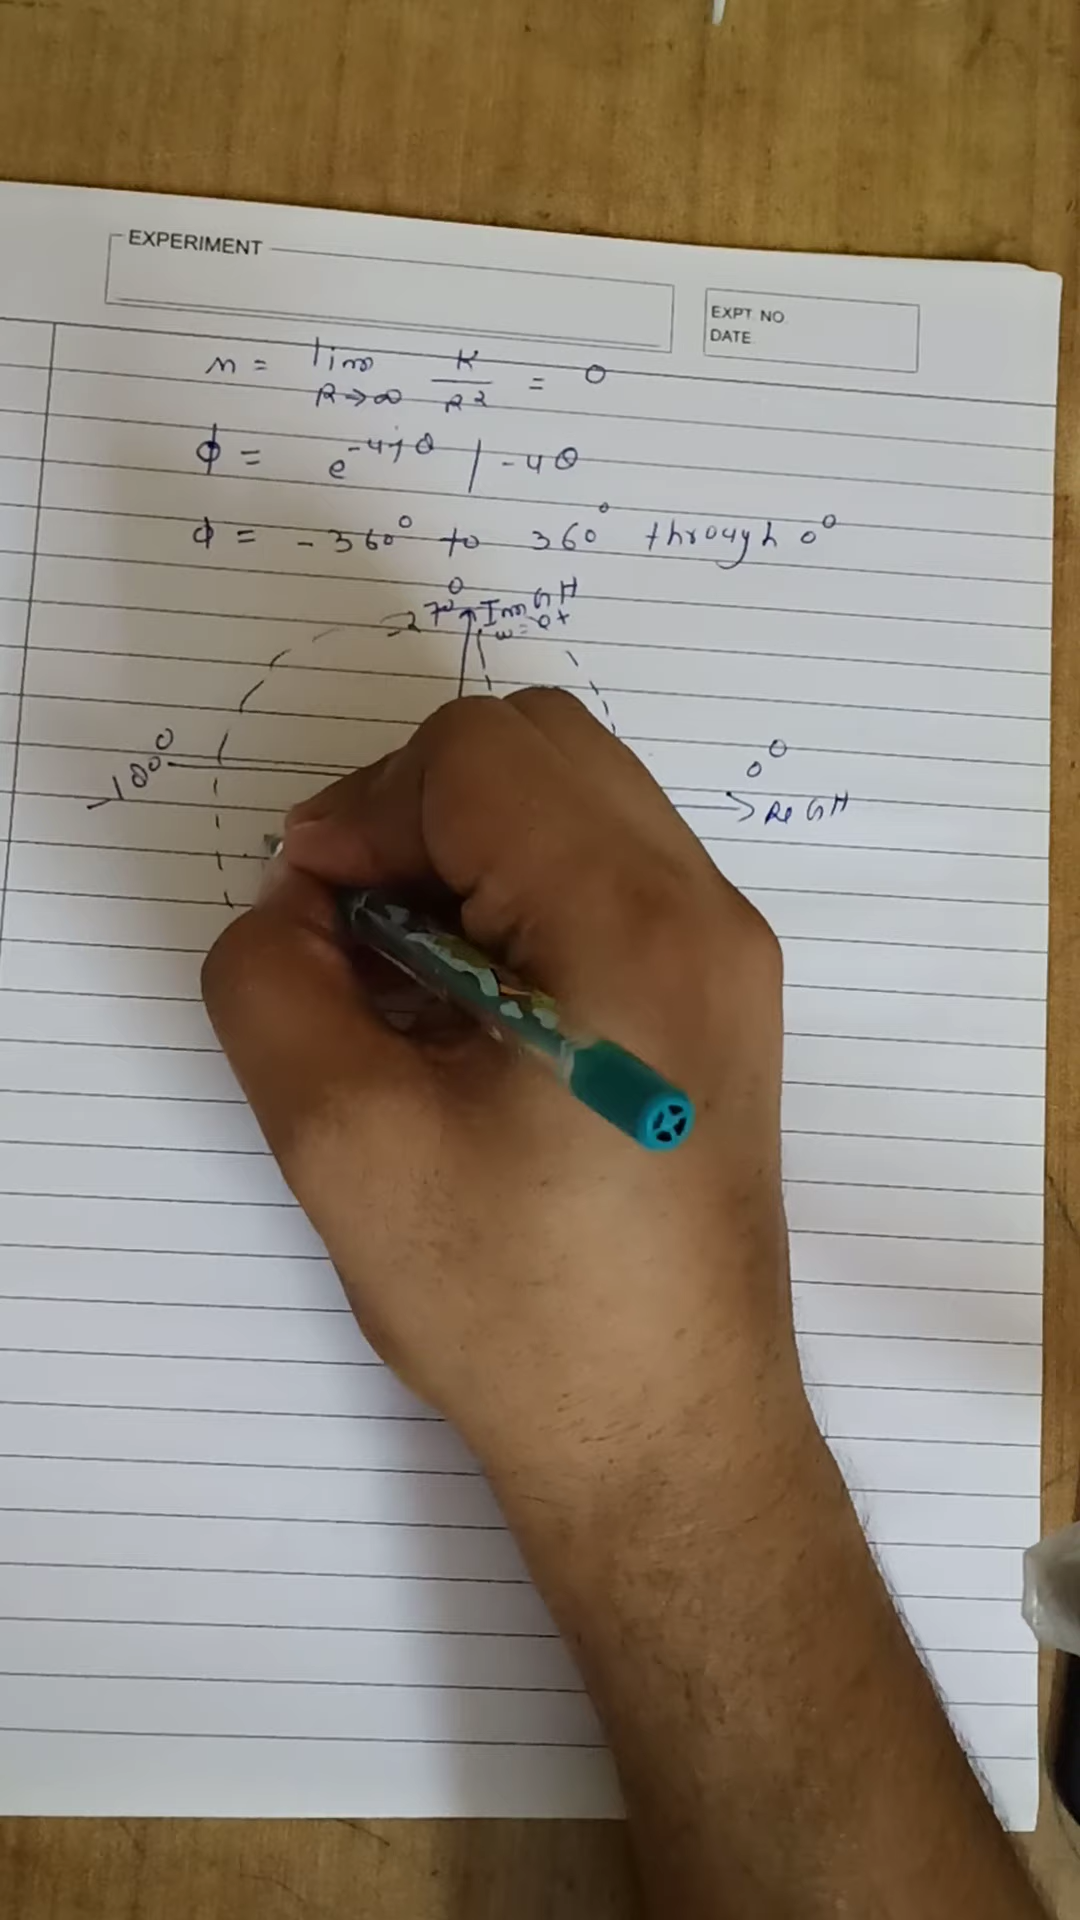 EXPERIMENT
EXPT. NO.
DATE
m = lim R→∞ K/R² = 0
ϕ = e^-4jθ | -4θ
ϕ = -360° to 360° through 0°
-270° Im GH
ω = 0+
-180°
0°
Re GH